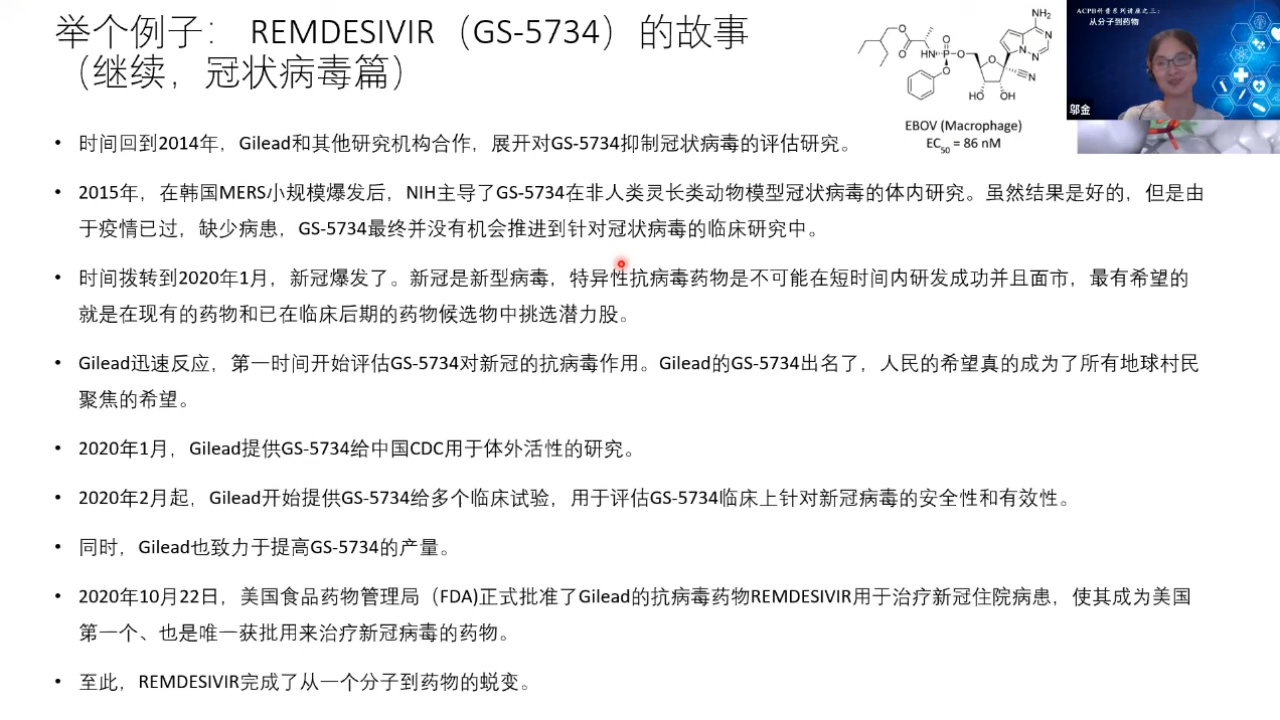 举个例子： REMDESIVIR（GS-5734）的故事
（继续，冠状病毒篇）
NH₂
N
N
N
O
O
HN
P
O
O
O
O
CN
HO
OH
EBOV (Macrophage)
EC₅₀ = 86 nM
ACPB科普系列讲座之三：
从分子到药物
邬金
• 时间回到2014年，Gilead和其他研究机构合作，展开对GS-5734抑制冠状病毒的评估研究。
• 2015年，在韩国MERS小规模爆发后，NIH主导了GS-5734在非人类灵长类动物模型冠状病毒的体内研究。虽然结果是好的，但是由
于疫情已过，缺少病患，GS-5734最终并没有机会推进到针对冠状病毒的临床研究中。
• 时间拨转到2020年1月，新冠爆发了。新冠是新型病毒，特异性抗病毒药物是不可能在短时间内研发成功并且面市，最有希望的
就是在现有的药物和已在临床后期的药物候选物中挑选潜力股。
• Gilead迅速反应，第一时间开始评估GS-5734对新冠的抗病毒作用。Gilead的GS-5734出名了，人民的希望真的成为了所有地球村民
聚焦的希望。
• 2020年1月，Gilead提供GS-5734给中国CDC用于体外活性的研究。
• 2020年2月起，Gilead开始提供GS-5734给多个临床试验，用于评估GS-5734临床上针对新冠病毒的安全性和有效性。
• 同时，Gilead也致力于提高GS-5734的产量。
• 2020年10月22日，美国食品药物管理局（FDA)正式批准了Gilead的抗病毒药物REMDESIVIR用于治疗新冠住院病患，使其成为美国
第一个、也是唯一获批用来治疗新冠病毒的药物。
• 至此，REMDESIVIR完成了从一个分子到药物的蜕变。